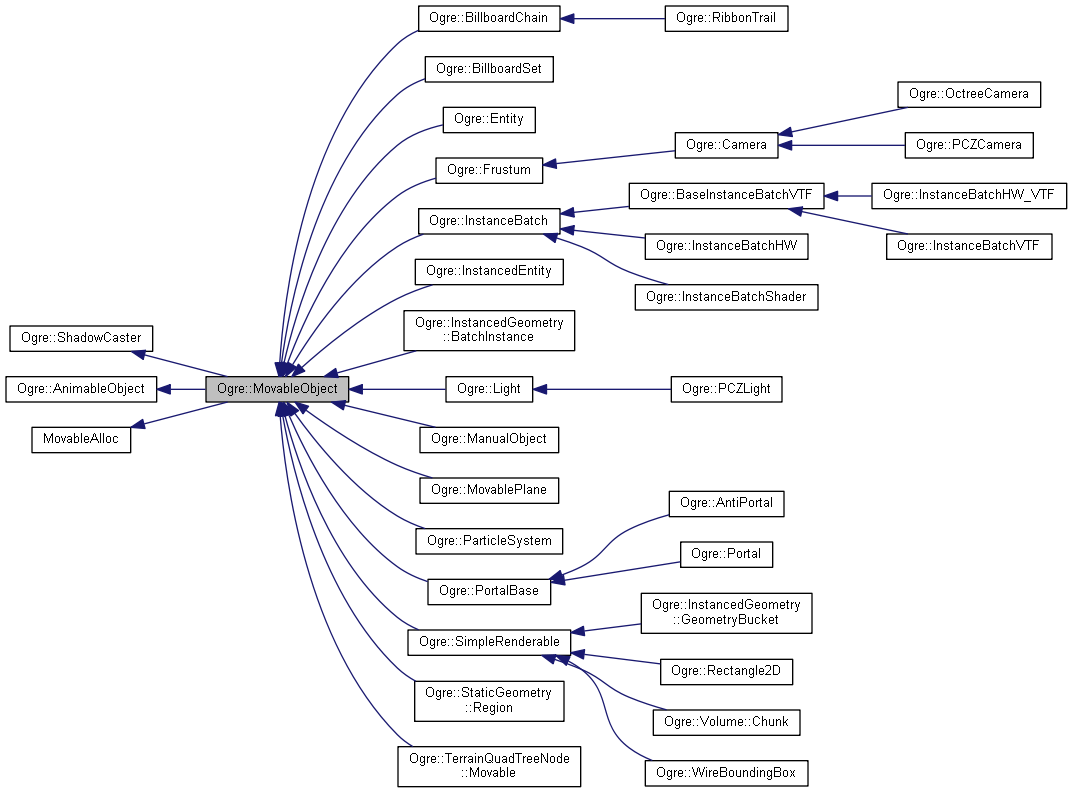 Ogre::BillboardChain
Ogre::RibbonTrail
Ogre::BillboardSet
Ogre::OctreeCamera
Ogre::Entity
Ogre::Camera
Ogre::PCZCamera
Ogre::Frustum
Ogre::BaseInstanceBatchVTF
Ogre::InstanceBatchHW_VTF
Ogre::InstanceBatch
Ogre::InstanceBatchHW
Ogre::InstanceBatchVTF
Ogre::InstancedEntity
Ogre::InstanceBatchShader
Ogre::InstancedGeometry
::BatchInstance
Ogre::ShadowCaster
Ogre::AnimableObject
Ogre::MovableObject
Ogre::Light
Ogre::PCZLight
MovableAlloc
Ogre::ManualObject
Ogre::MovablePlane
Ogre::AntiPortal
Ogre::ParticleSystem
Ogre::Portal
Ogre::PortalBase
Ogre::InstancedGeometry
::GeometryBucket
Ogre::SimpleRenderable
Ogre::Rectangle2D
Ogre::StaticGeometry
::Region
Ogre::Volume::Chunk
Ogre::TerrainQuadTreeNode
::Movable
Ogre::WireBoundingBox